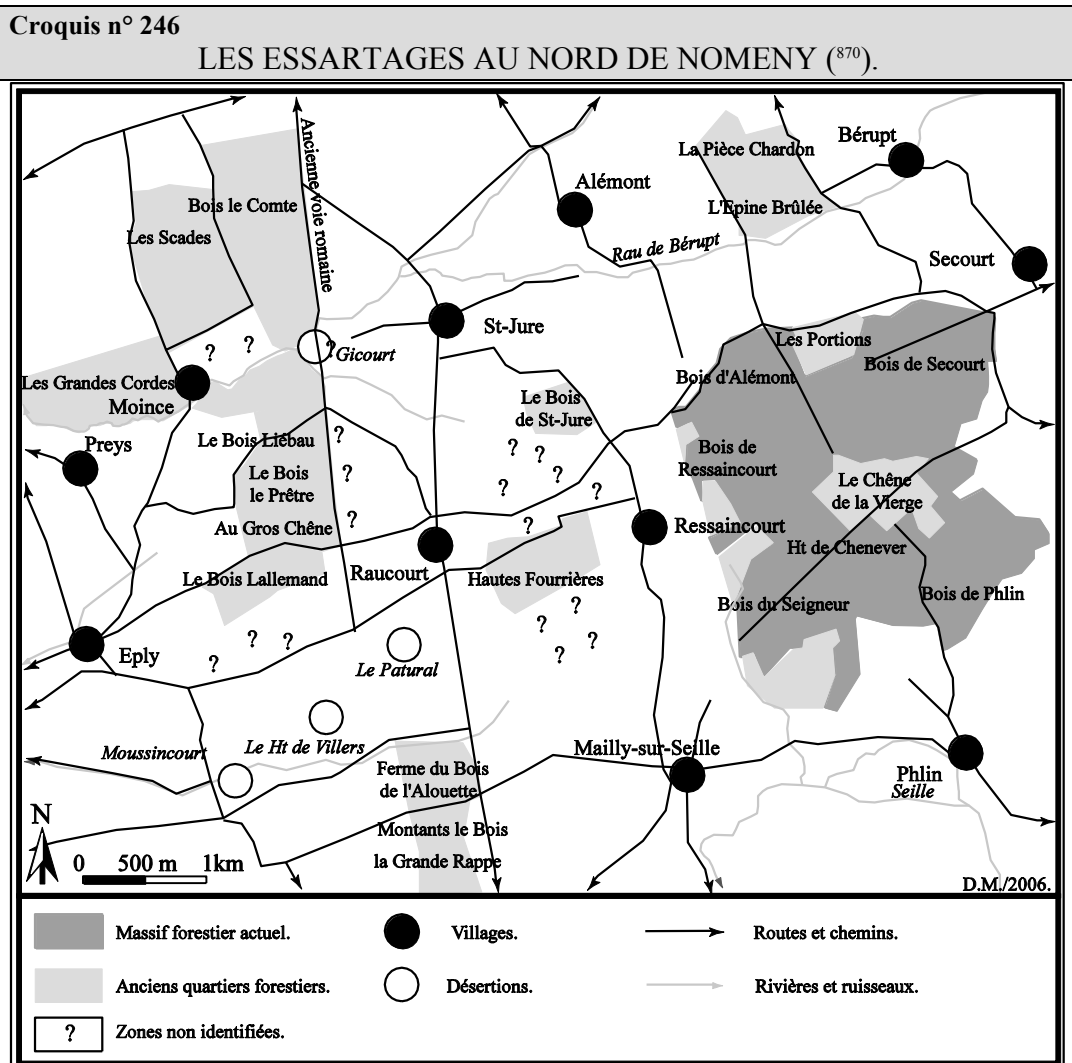 Croquis n° 246
LES ESSARTAGES AU NORD DE NOMENY (870).
Ancienne voie romaine
Bérupt
La Pièce Chardon
Alémont
Bois le Comte
L'Epine Brûlée
Les Scades
Rau de Bérupt
Secourt
St-Jure
Les Portions
? ?
?
Gicourt
Bois de Secourt
Les Grandes Cordes
Bois d'Alémont
Moince
Le Bois
de St-Jure
Preys
Le Bois Liébau
?
? ?
Bois de
Ressaincourt
Le Bois
le Prêtre
?
?
Le Chêne
de la Vierge
? ?
Au Gros Chêne
?
?
Ressaincourt
Ht de Chenever
Le Bois Lallemand
Raucourt
Hautes Fourrières
Bois du Seigneur
Bois de Phlin
?
?
? ?
?
?
?
Eply
Le Patural
Le Ht de Villers
Moussincourt
Mailly-sur-Seille
Ferme du Bois
de l'Alouette
Phlin
Seille
Montants le Bois
la Grande Rappe
N
0 500 m 1km
D.M./2006.
Massif forestier actuel.
Villages.
Routes et chemins.
Anciens quartiers forestiers.
Désertions.
Rivières et ruisseaux.
? Zones non identifiées.